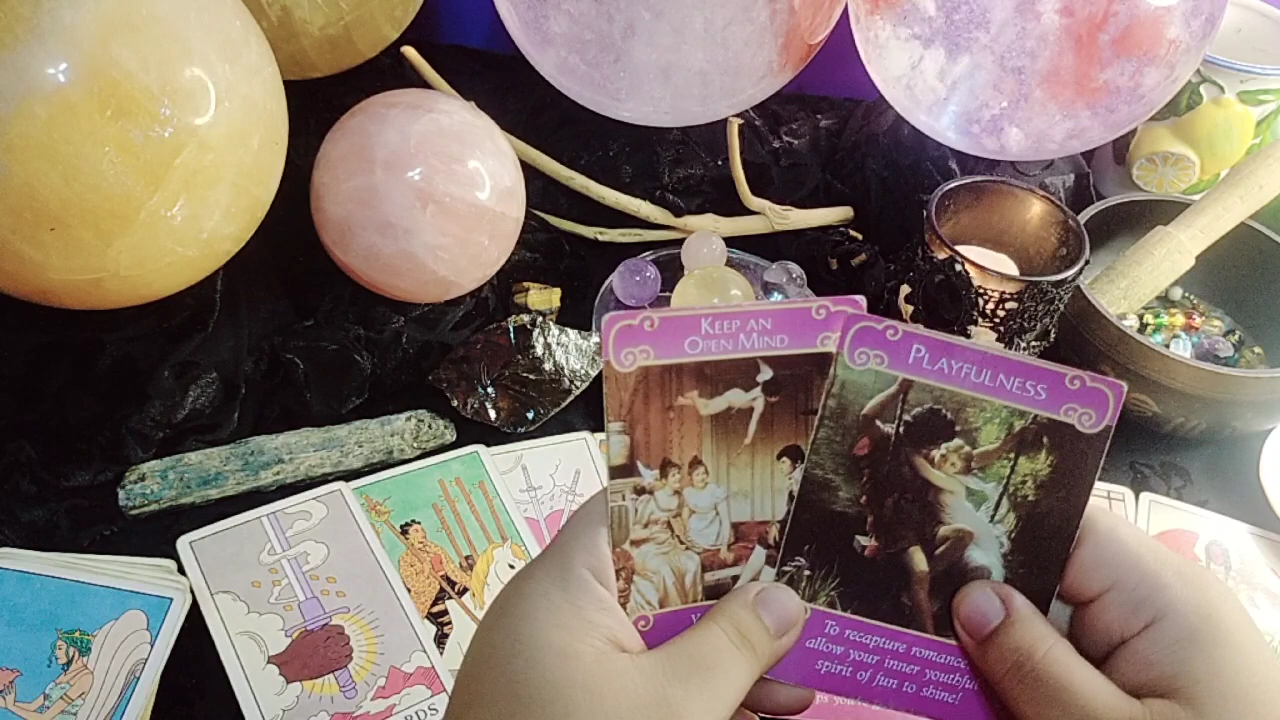 KEEP AN
OPEN MIND
PLAYFULNESS
To recapture romance,
allow your inner youthful
spirit of fun to shine!